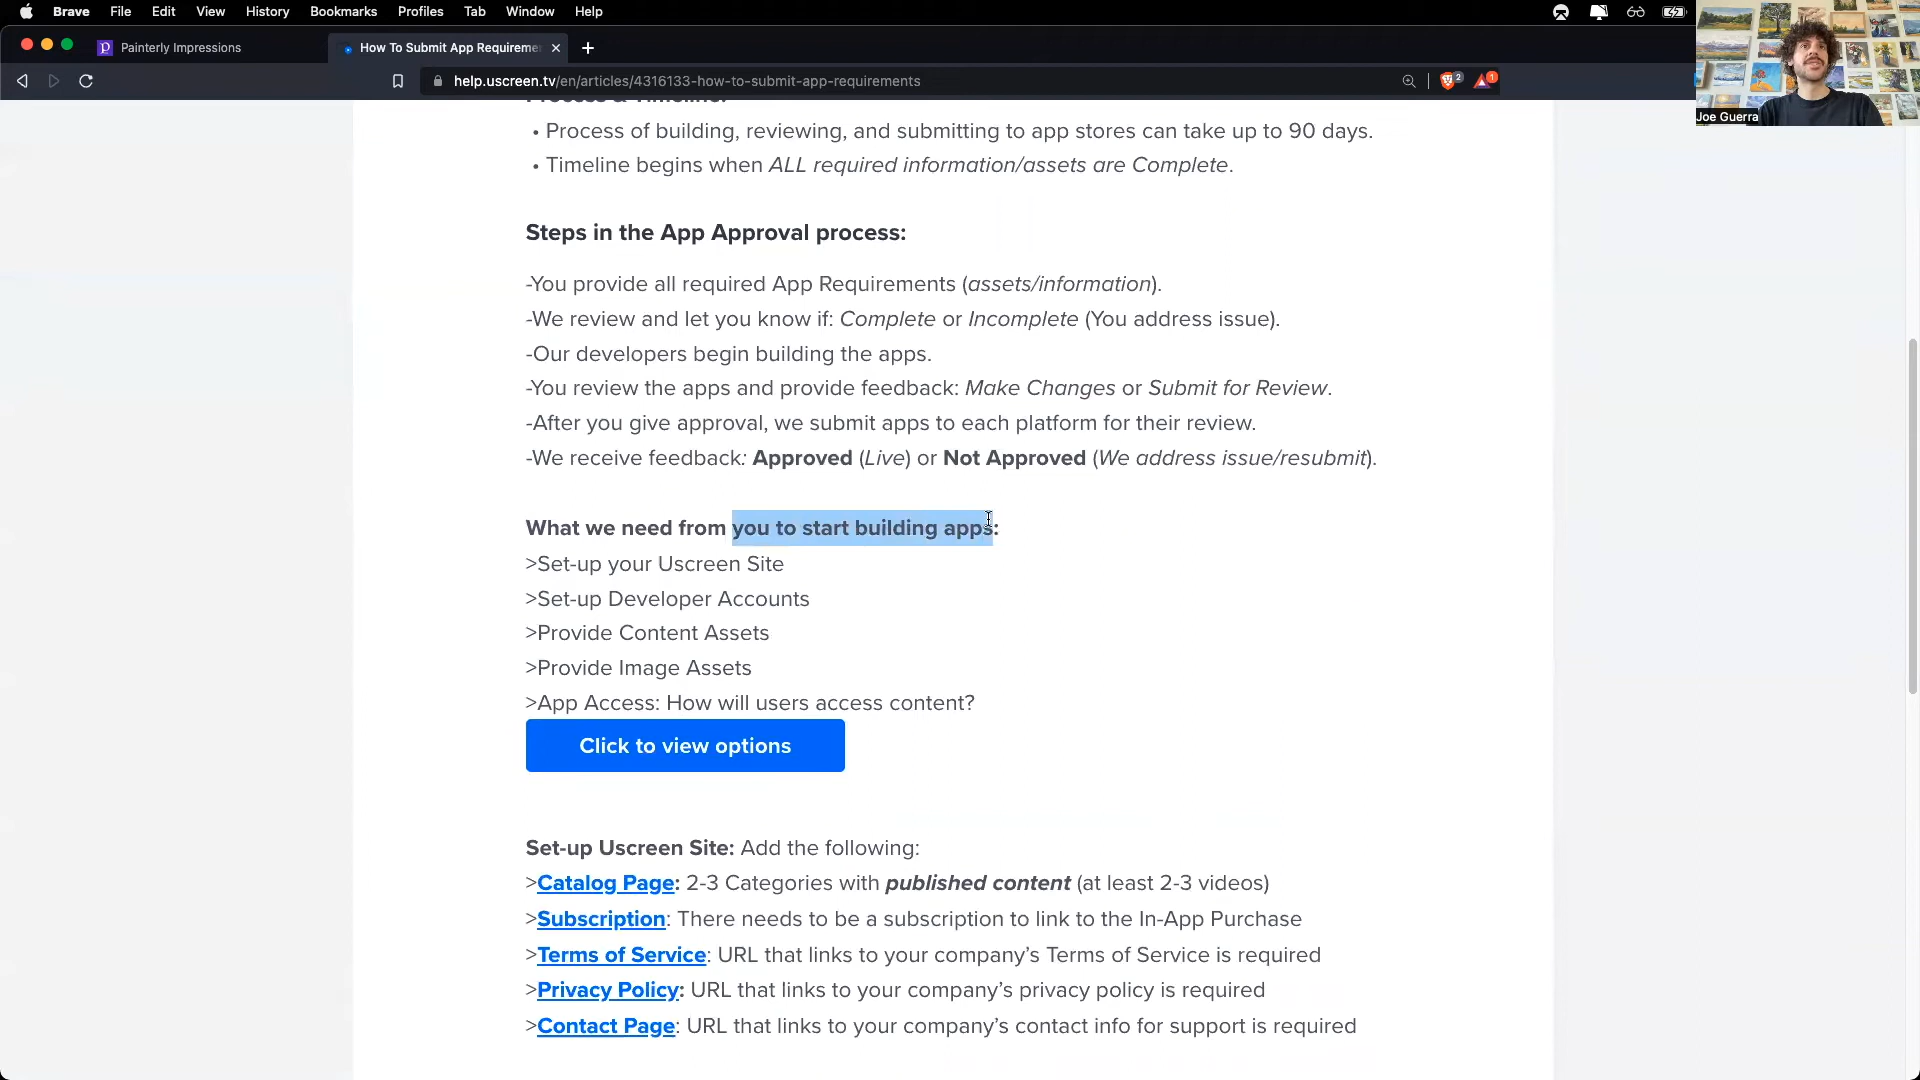 Brave File Edit View History Bookmarks Profiles Tab Window Help
Painterly Impressions
How To Submit App Requireme
help.uscreen.tv/en/articles/4316133-how-to-submit-app-requirements
2
1
Joe Guerra
Process & Timeline:
• Process of building, reviewing, and submitting to app stores can take up to 90 days.
• Timeline begins when ALL required information/assets are Complete.
Steps in the App Approval process:
-You provide all required App Requirements (assets/information).
-We review and let you know if: Complete or Incomplete (You address issue).
-Our developers begin building the apps.
-You review the apps and provide feedback: Make Changes or Submit for Review.
-After you give approval, we submit apps to each platform for their review.
-We receive feedback: Approved (Live) or Not Approved (We address issue/resubmit).
What we need from you to start building apps:
>Set-up your Uscreen Site
>Set-up Developer Accounts
>Provide Content Assets
>Provide Image Assets
>App Access: How will users access content?
Click to view options
Set-up Uscreen Site: Add the following:
>Catalog Page: 2-3 Categories with published content (at least 2-3 videos)
>Subscription: There needs to be a subscription to link to the In-App Purchase
>Terms of Service: URL that links to your company’s Terms of Service is required
>Privacy Policy: URL that links to your company’s privacy policy is required
>Contact Page: URL that links to your company’s contact info for support is required